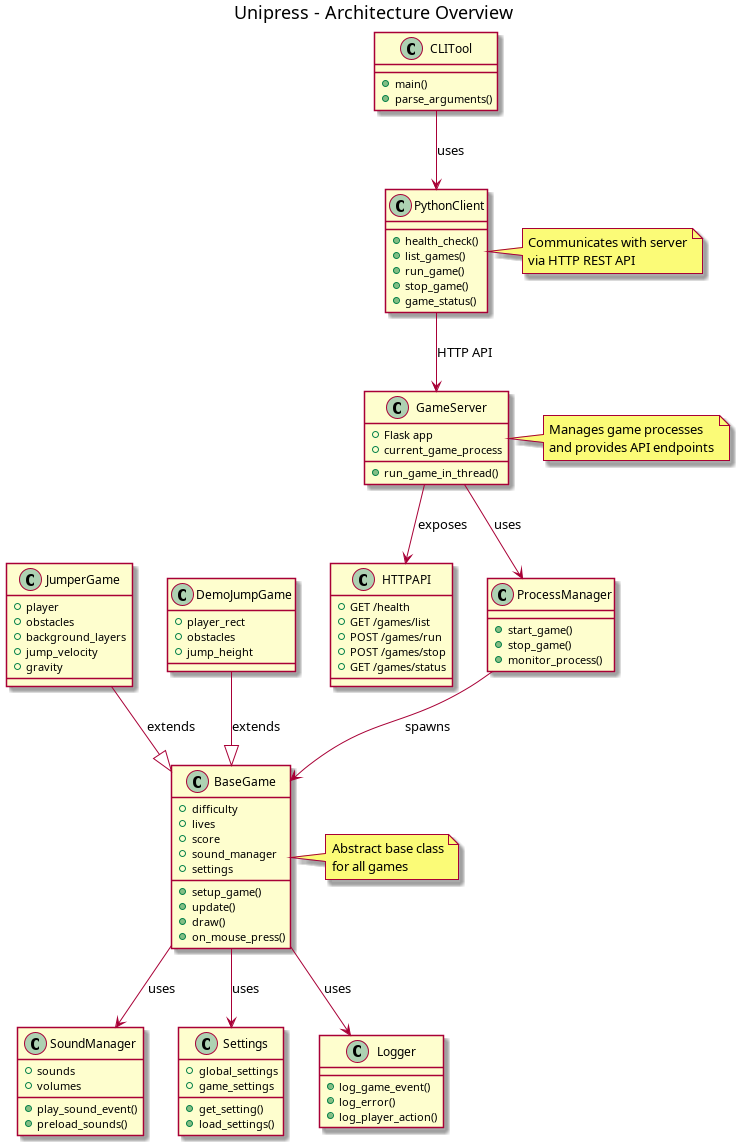 Unipress - Architecture Overview
C CLITool
main()
parse_arguments()
uses
C PythonClient
health_check()
list_games()
run_game()
stop_game()
game_status()
Communicates with server
via HTTP REST API
HTTP API
C GameServer
Flask app
current_game_process
run_game_in_thread()
Manages game processes
and provides API endpoints
exposes
uses
C JumperGame
player
obstacles
background_layers
jump_velocity
gravity
C DemoJumpGame
player_rect
obstacles
jump_height
C HTTPAPI
GET /health
GET /games/list
POST /games/run
POST /games/stop
GET /games/status
C ProcessManager
start_game()
stop_game()
monitor_process()
extends
extends
spawns
C BaseGame
difficulty
lives
score
sound_manager
settings
setup_game()
update()
draw()
on_mouse_press()
Abstract base class
for all games
uses
uses
uses
C SoundManager
sounds
volumes
play_sound_event()
preload_sounds()
C Settings
global_settings
game_settings
get_setting()
load_settings()
C Logger
log_game_event()
log_error()
log_player_action()